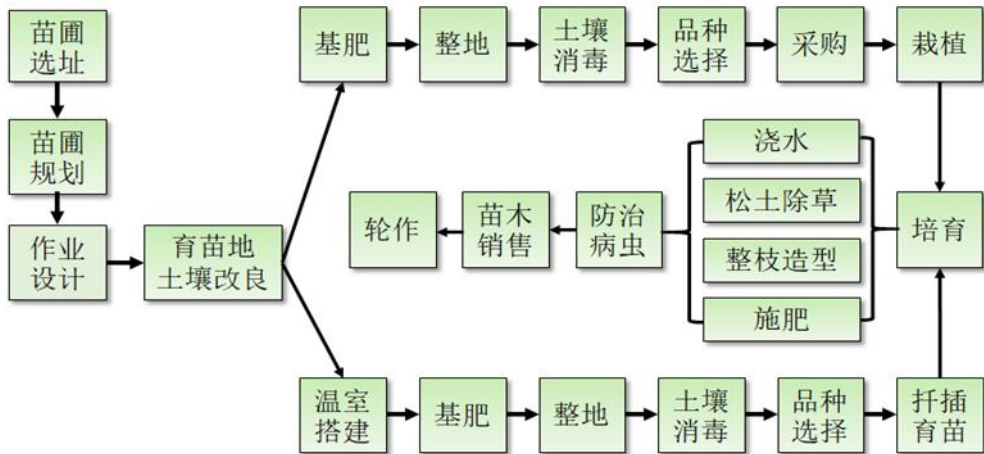 苗圃
选址
苗圃
规划
作业
设计
育苗地
土壤改良
基肥
整地
土壤
消毒
品种
选择
采购
栽植
浇水
松土除草
整枝造型
施肥
培育
防治
病虫
苗木
销售
轮作
温室
搭建
基肥
整地
土壤
消毒
品种
选择
扦插
育苗